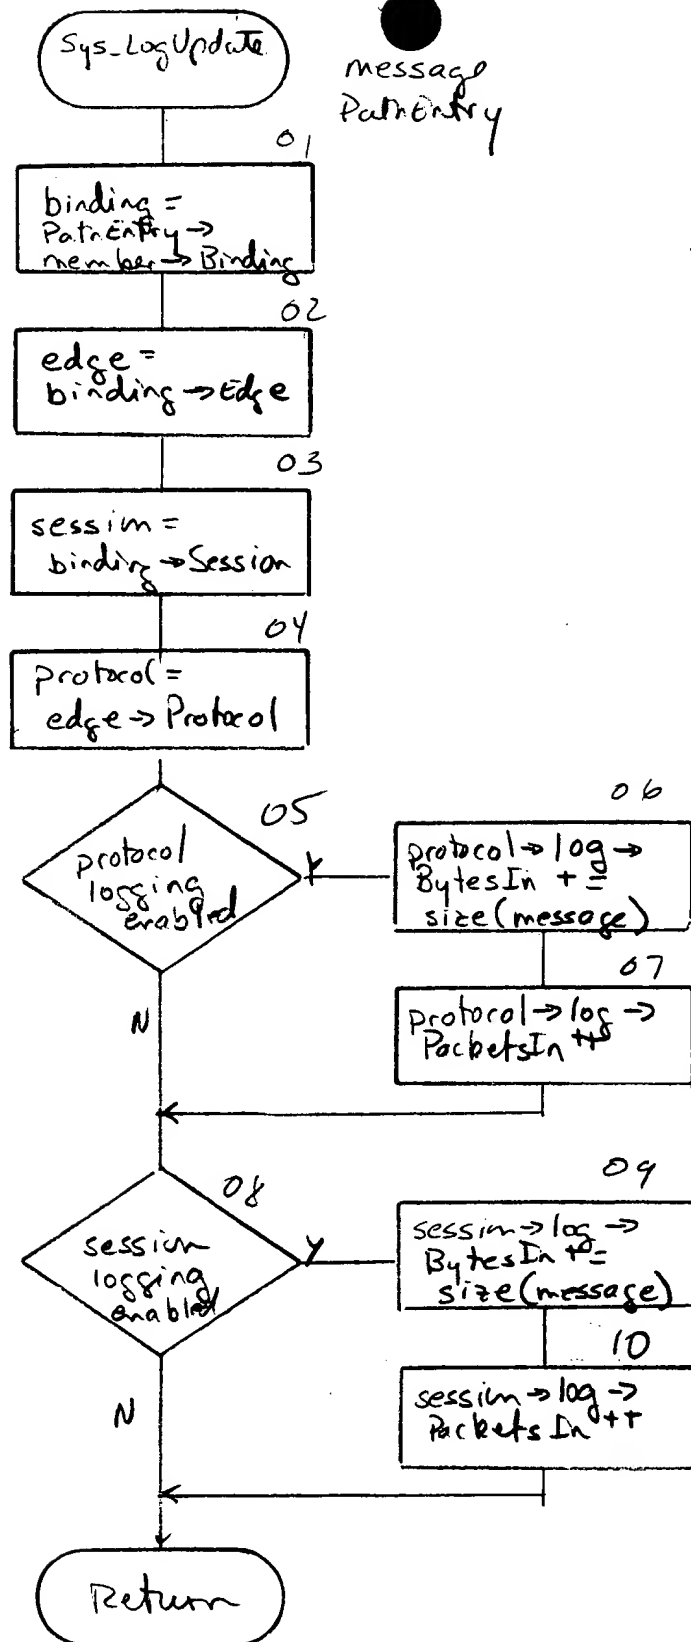 Sys_LogUpdate
message
PathEntry
01
binding =
PathEntry →
member → Binding
02
edge =
binding → Edge
03
session =
binding → Session
04
protocol =
edge → Protocol
05
protocol
logging
enabled
Y
N
06
protocol → log →
BytesIn + =
size(message)
07
protocol → log →
PacketsIn ++
08
session
logging
enabled
Y
N
09
session → log →
BytesIn + =
size(message)
10
session → log →
PacketsIn ++
Return